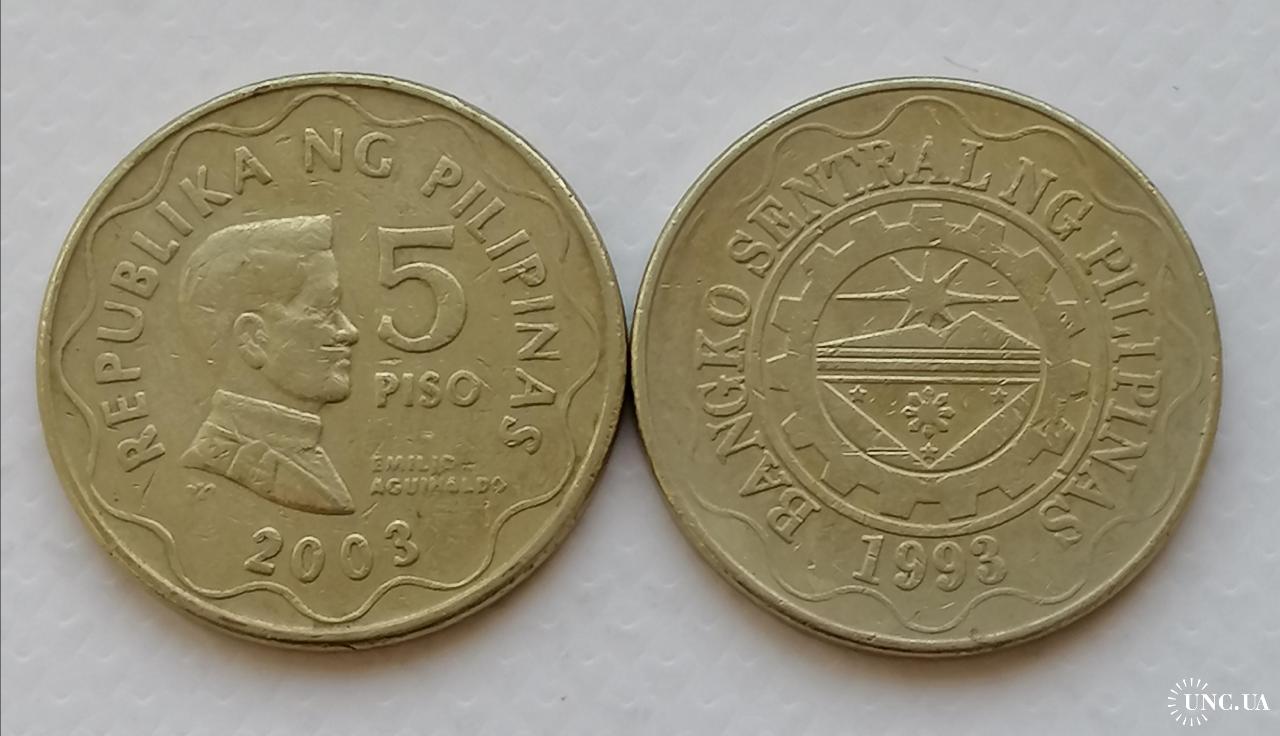 REPUBLIKA NG PILIPINAS
5
PISO
EMILIO
AGUINALDO
2003
BANGKO SENTRAL NG PILIPINAS
1993
UNC.UA